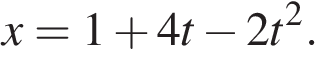 x = 1 + 4t − 2t².